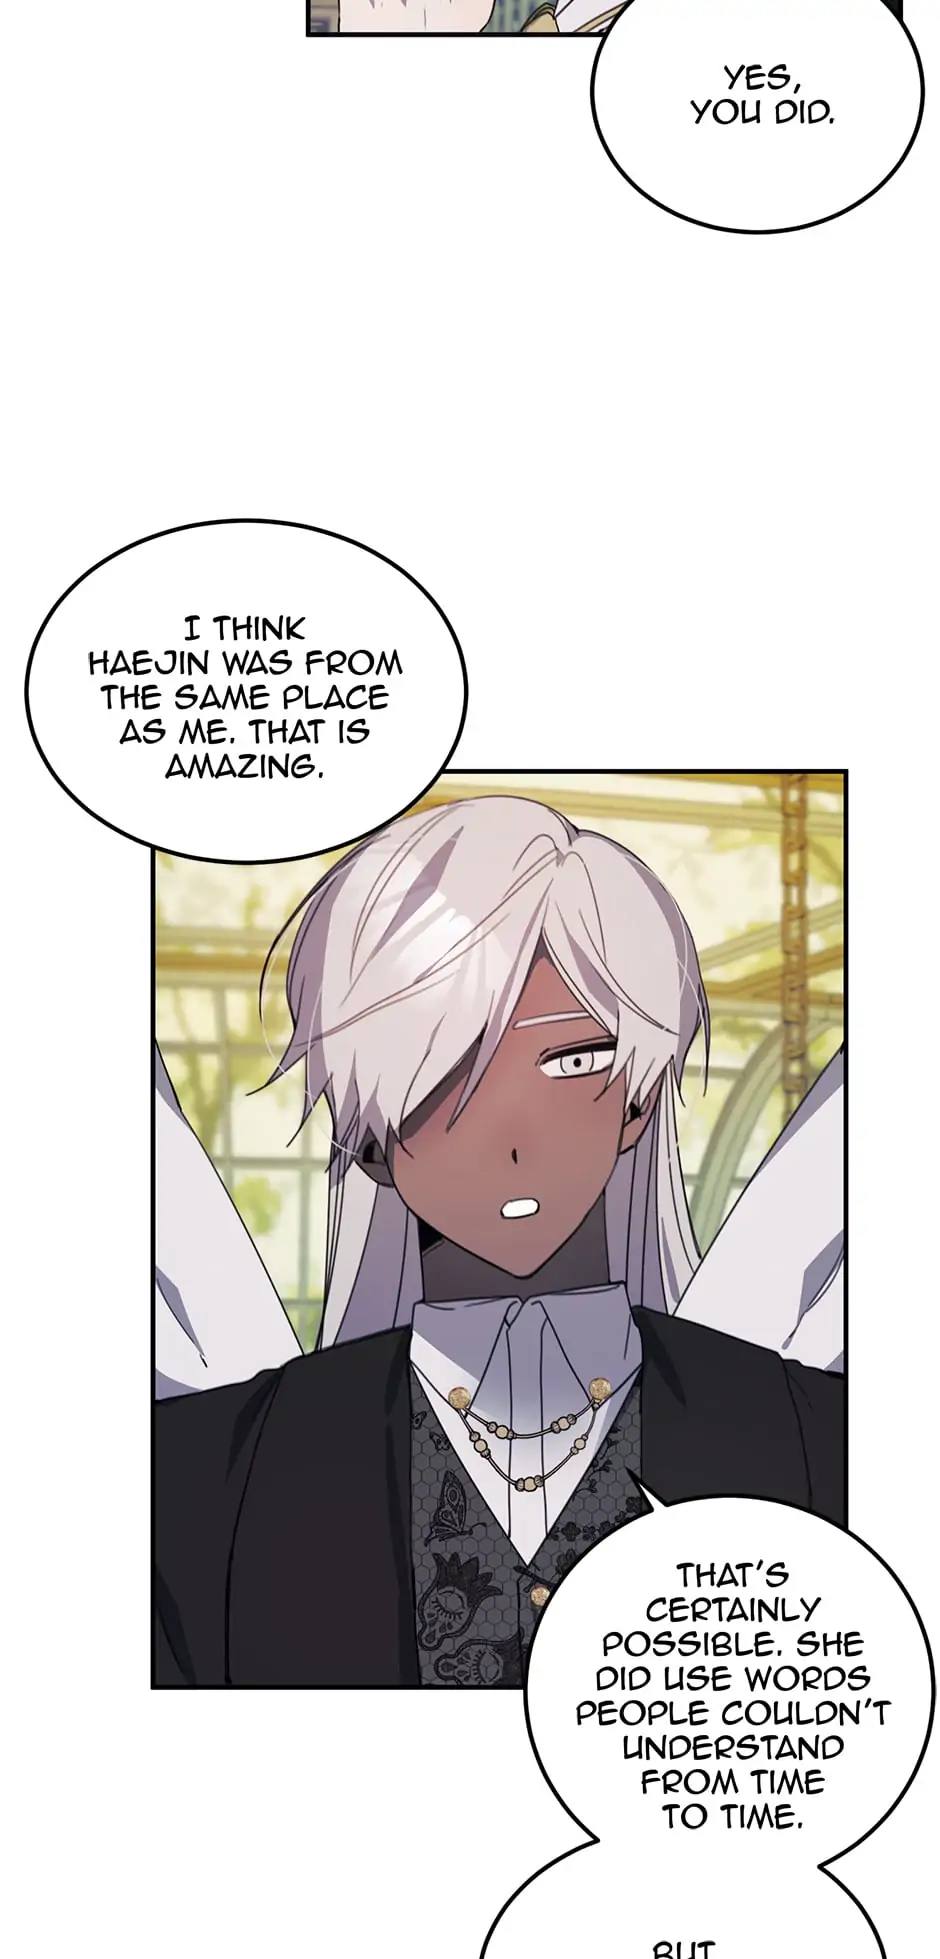 YES,
YOU DID.
I THINK
HAEJIN WAS FROM
THE SAME PLACE
AS ME. THAT IS
AMAZING.
THAT'S
CERTAINLY
POSSIBLE. SHE
DID USE WORDS
PEOPLE COULDN'T
UNDERSTAND
FROM TIME
TO TIME.
BUT